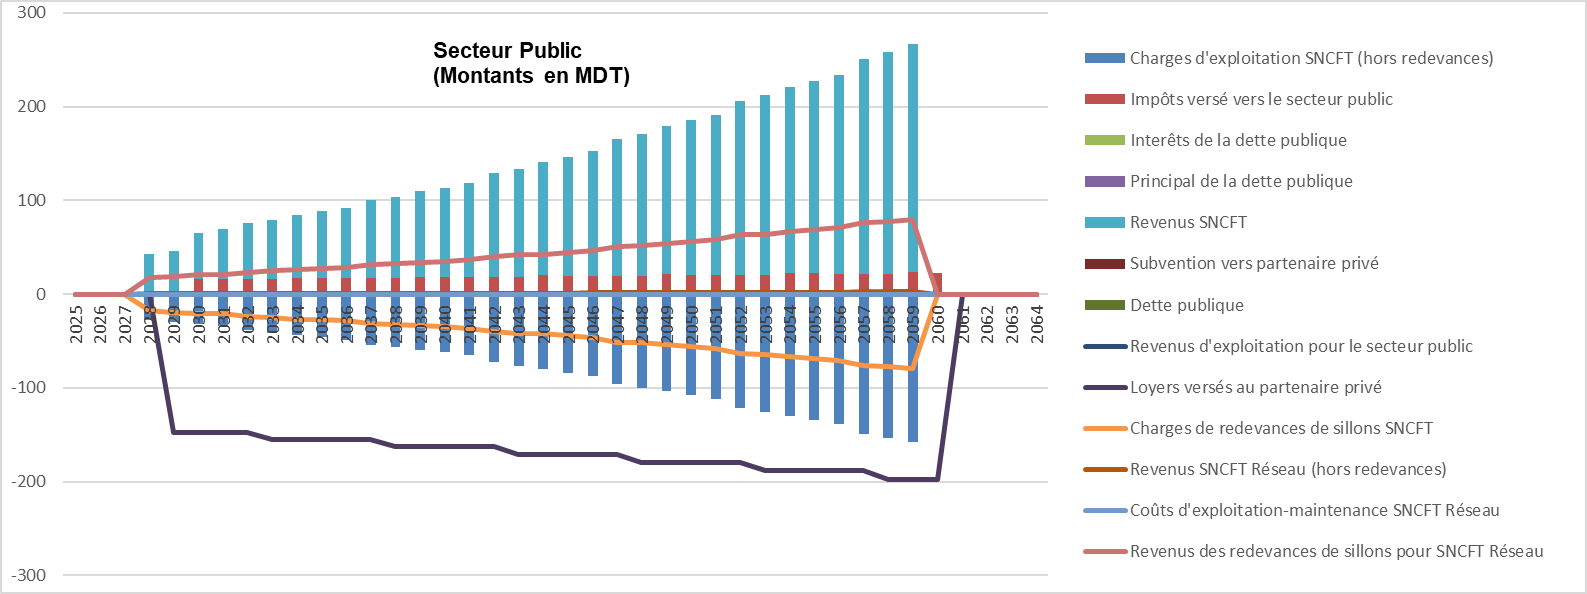 Secteur Public
(Montants en MDT)
300
200
100
0
-100
-200
-300
2025 2026 2027 2028 2029 2030 2031 2032 2033 2034 2035 2036 2037 2038 2039 2040 2041 2042 2043 2044 2045 2046 2047 2048 2049 2050 2051 2052 2053 2054 2055 2056 2057 2058 2059 2060 2061 2062 2063 2064
Charges d'exploitation SNCFT (hors redevances)
Impôts versé vers le secteur public
Interêts de la dette publique
Principal de la dette publique
Revenus SNCFT
Subvention vers partenaire privé
Dette publique
Revenus d'exploitation pour le secteur public
Loyers versés au partenaire privé
Charges de redevances de sillons SNCFT
Revenus SNCFT Réseau (hors redevances)
Coûts d'exploitation-maintenance SNCFT Réseau
Revenus des redevances de sillons pour SNCFT Réseau